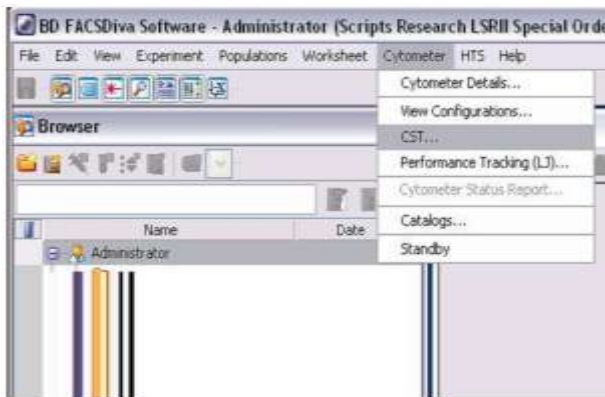 BD FACSDiva Software - Administrator (Scripts Research LSRII Special Orde
File Edit View Experiment Populations Worksheet Cytometer HTS Help
Cytometer Details...
View Configurations...
Browser
CST...
Performance Tracking (LJ)...
Cytometer Status Report...
Catalogs...
Name Date
Standby
Administrator